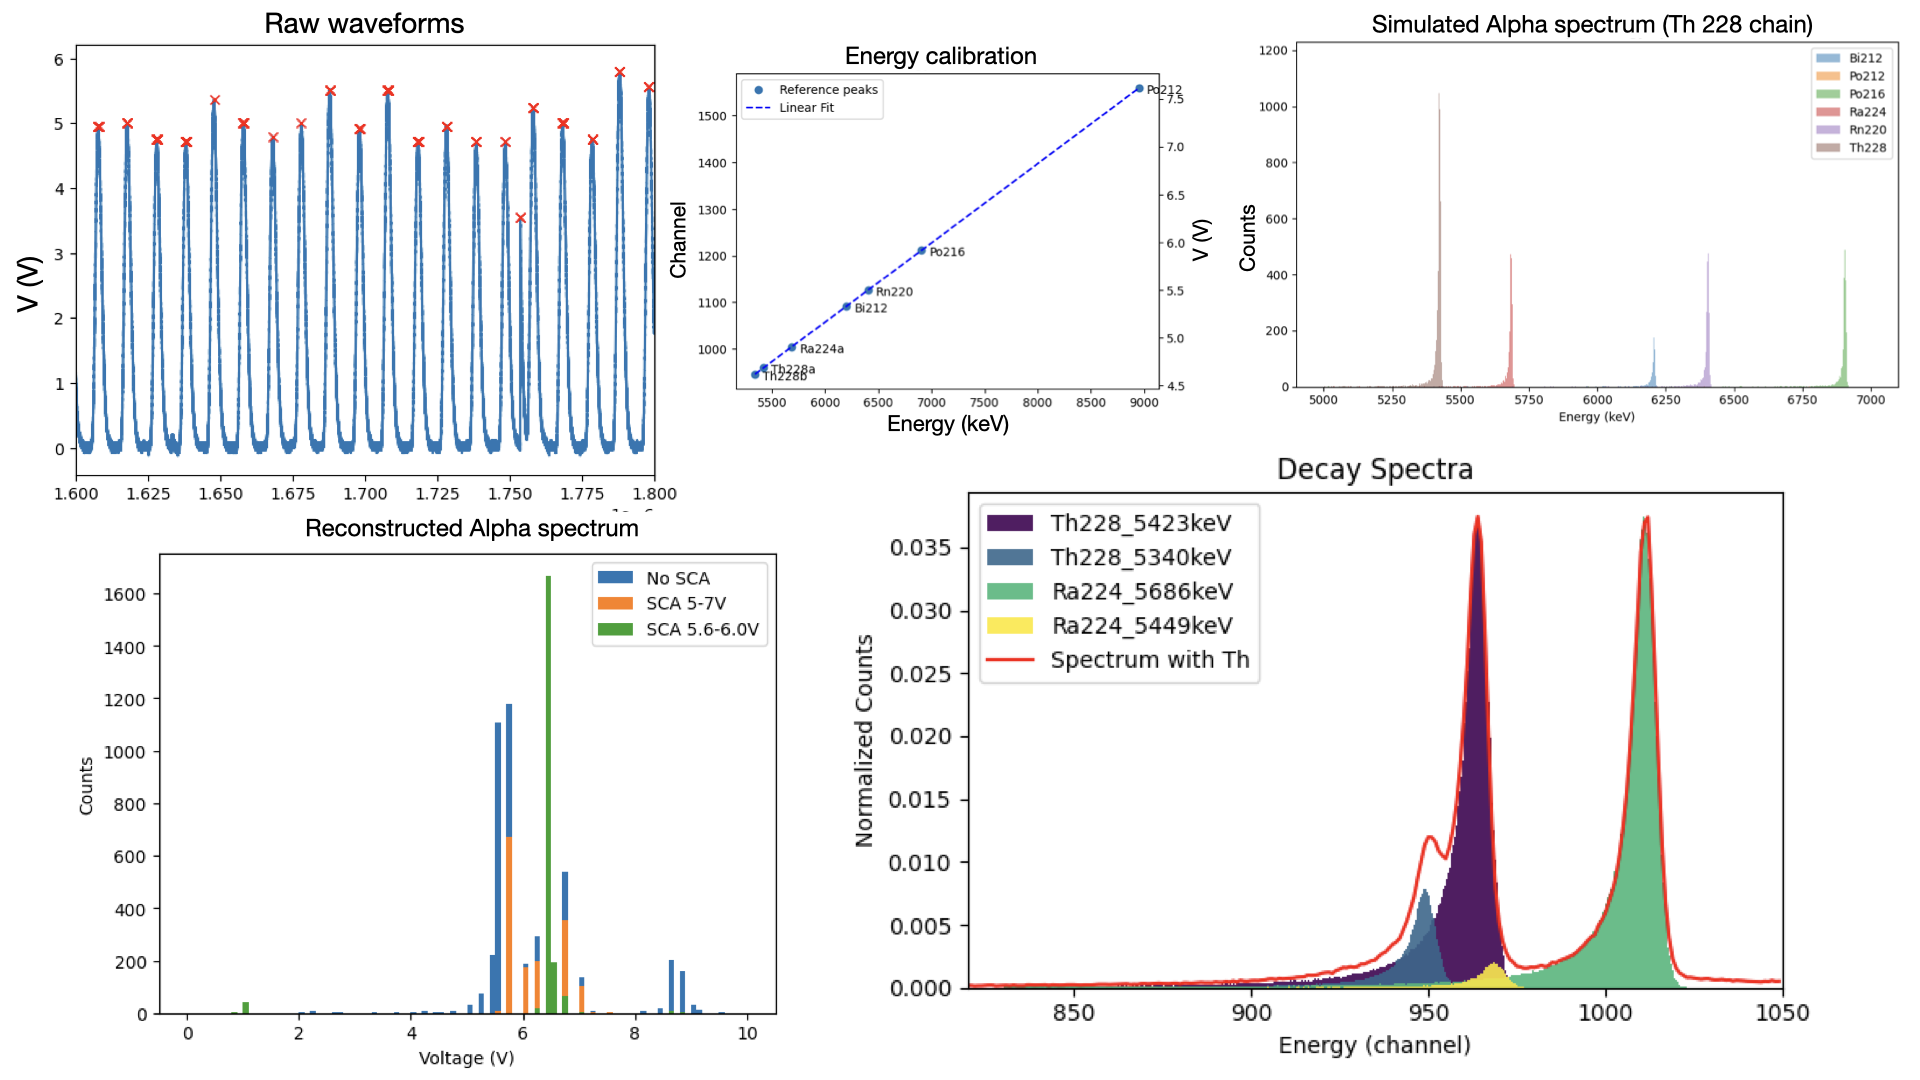 Raw waveforms
6
5
4
3
2
1
0
V (V)
1.600 1.625 1.650 1.675 1.700 1.725 1.750 1.775 1.800
Energy calibration
Reference peaks
Linear Fit
1500
1400
1300
1200
1100
1000
Channel
Po212
Po216
Rn220
Bi212
Ra224a
Th228a
Th228b
7.5
7.0
6.5
6.0
5.5
5.0
4.5
V (V)
5500 6000 6500 7000 7500 8000 8500 9000
Energy (keV)
Simulated Alpha spectrum (Th 228 chain)
1200
1000
800
600
400
200
0
Counts
Bi212
Po212
Po216
Ra224
Rn220
Th228
5000 5250 5500 5750 6000 6250 6500 6750 7000
Energy (keV)
Reconstructed Alpha spectrum
No SCA
SCA 5-7V
SCA 5.6-6.0V
1600
1400
1200
1000
800
600
400
200
0
Counts
0 2 4 6 8 10
Voltage (V)
Decay Spectra
Th228_5423keV
Th228_5340keV
Ra224_5686keV
Ra224_5449keV
Spectrum with Th
0.035
0.030
0.025
0.020
0.015
0.010
0.005
0.000
Normalized Counts
850 900 950 1000 1050
Energy (channel)